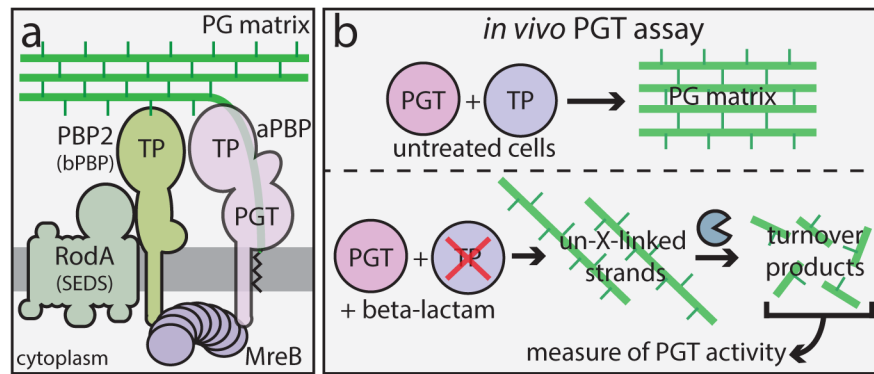 a
PG matrix
PBP2
(bPBP)
TP
TP
aPBP
PGT
RodA
(SEDS)
cytoplasm
MreB
b
in vivo PGT assay
PGT + TP
PG matrix
untreated cells
PGT + TP
+ beta-lactam
un-X-linked
strands
turnover
products
measure of PGT activity